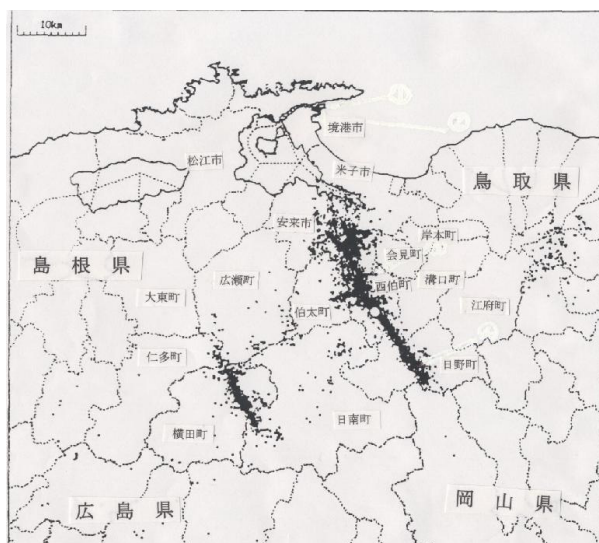 10km
境港市
松江市
米子市
鳥取県
安来市
岸本町
会見町
島根県
広瀬町
西伯町
溝口町
大東町
伯太町
江府町
仁多町
日野町
横田町
日南町
広島県
岡山県